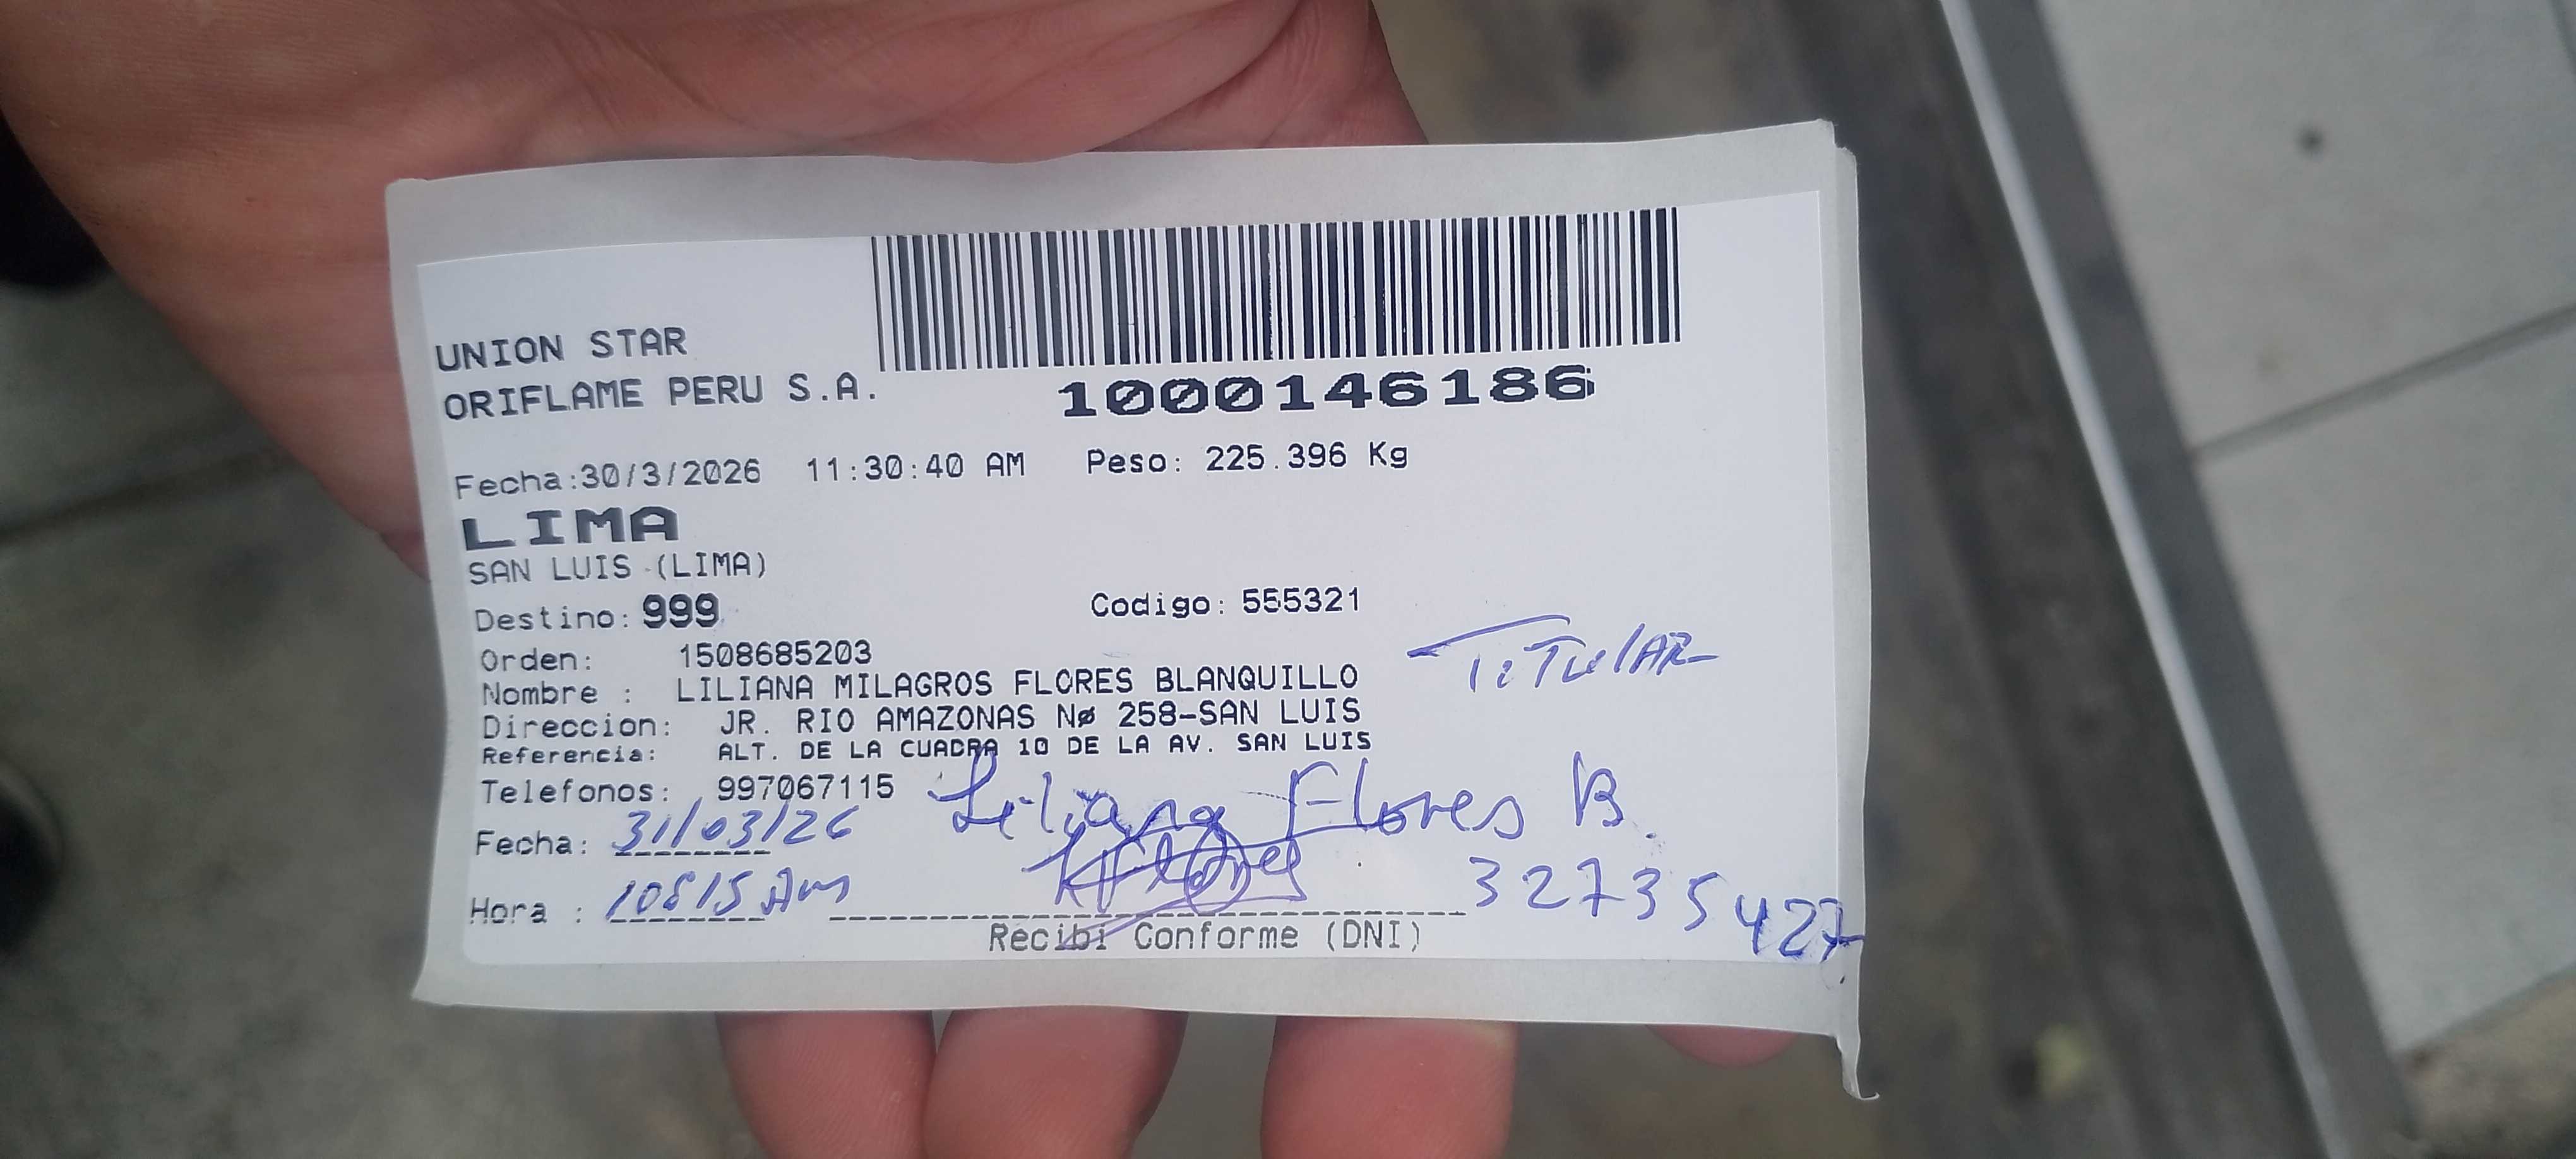 UNION STAR
ORIFLAME PERU S.A.
1000146186
Fecha:30/3/2026 11:30:40 AM Peso: 225.396 Kg
LIMA
SAN LUIS (LIMA)
Destino: 999 Codigo: 555321
Orden: 1508685203
TiTulAR
Nombre : LILIANA MILAGROS FLORES BLANQUILLO
Direccion: JR. RIO AMAZONAS Nø 258-SAN LUIS
Referencia: ALT. DE LA CUADRA 10 DE LA AV. SAN LUIS
Telefonos: 997067115
Liliana Flores B.
Fecha: 31/03/26
Hora : 10:15 Am 32735427
Recibi Conforme (DNI)